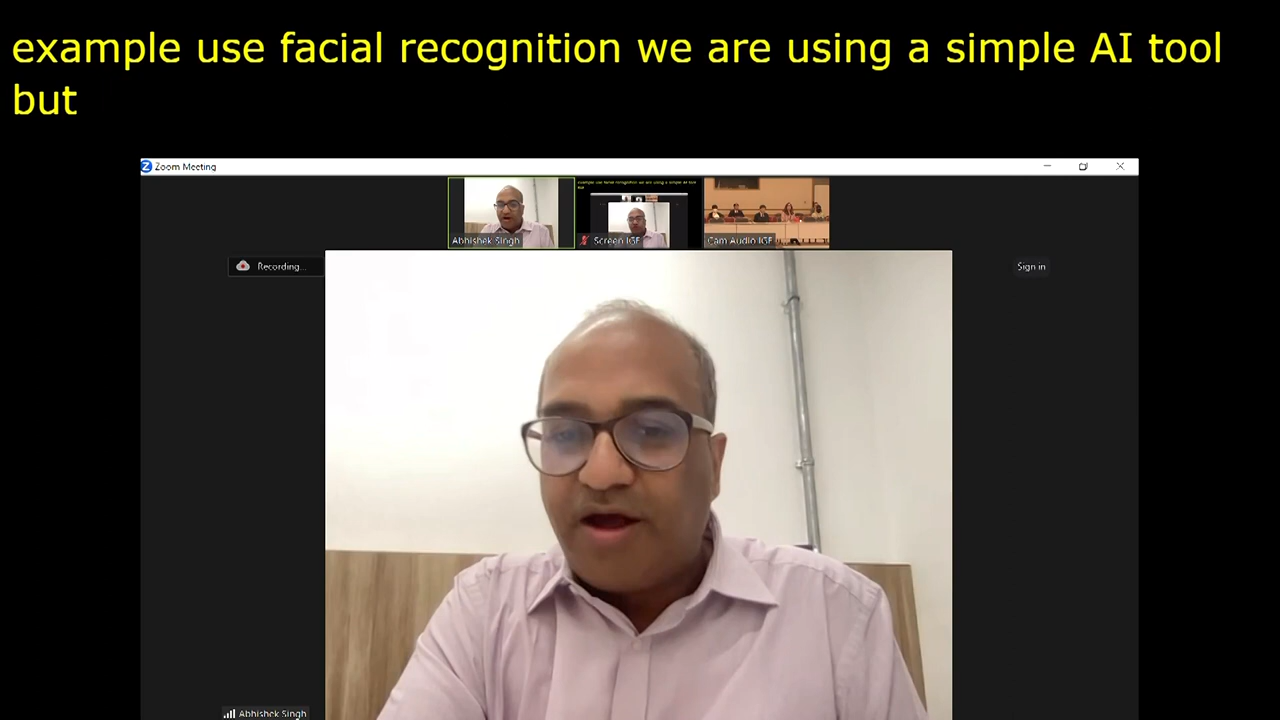 example use facial recognition we are using a simple AI tool
but
Zoom Meeting
Abhishek Singh
Screen IGF
Cam Audio IGF
Recording...
Sign in
Abhishek Singh